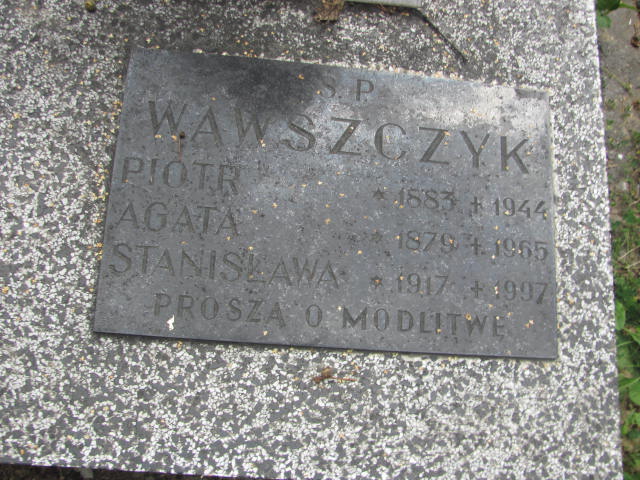 Ś.P.
WAWSZCZYK
PIOTR * 1883 + 1944
AGATA * 1879 + 1965
STANISŁAWA * 1917 + 1997
PROSZĄ O MODLITWĘ